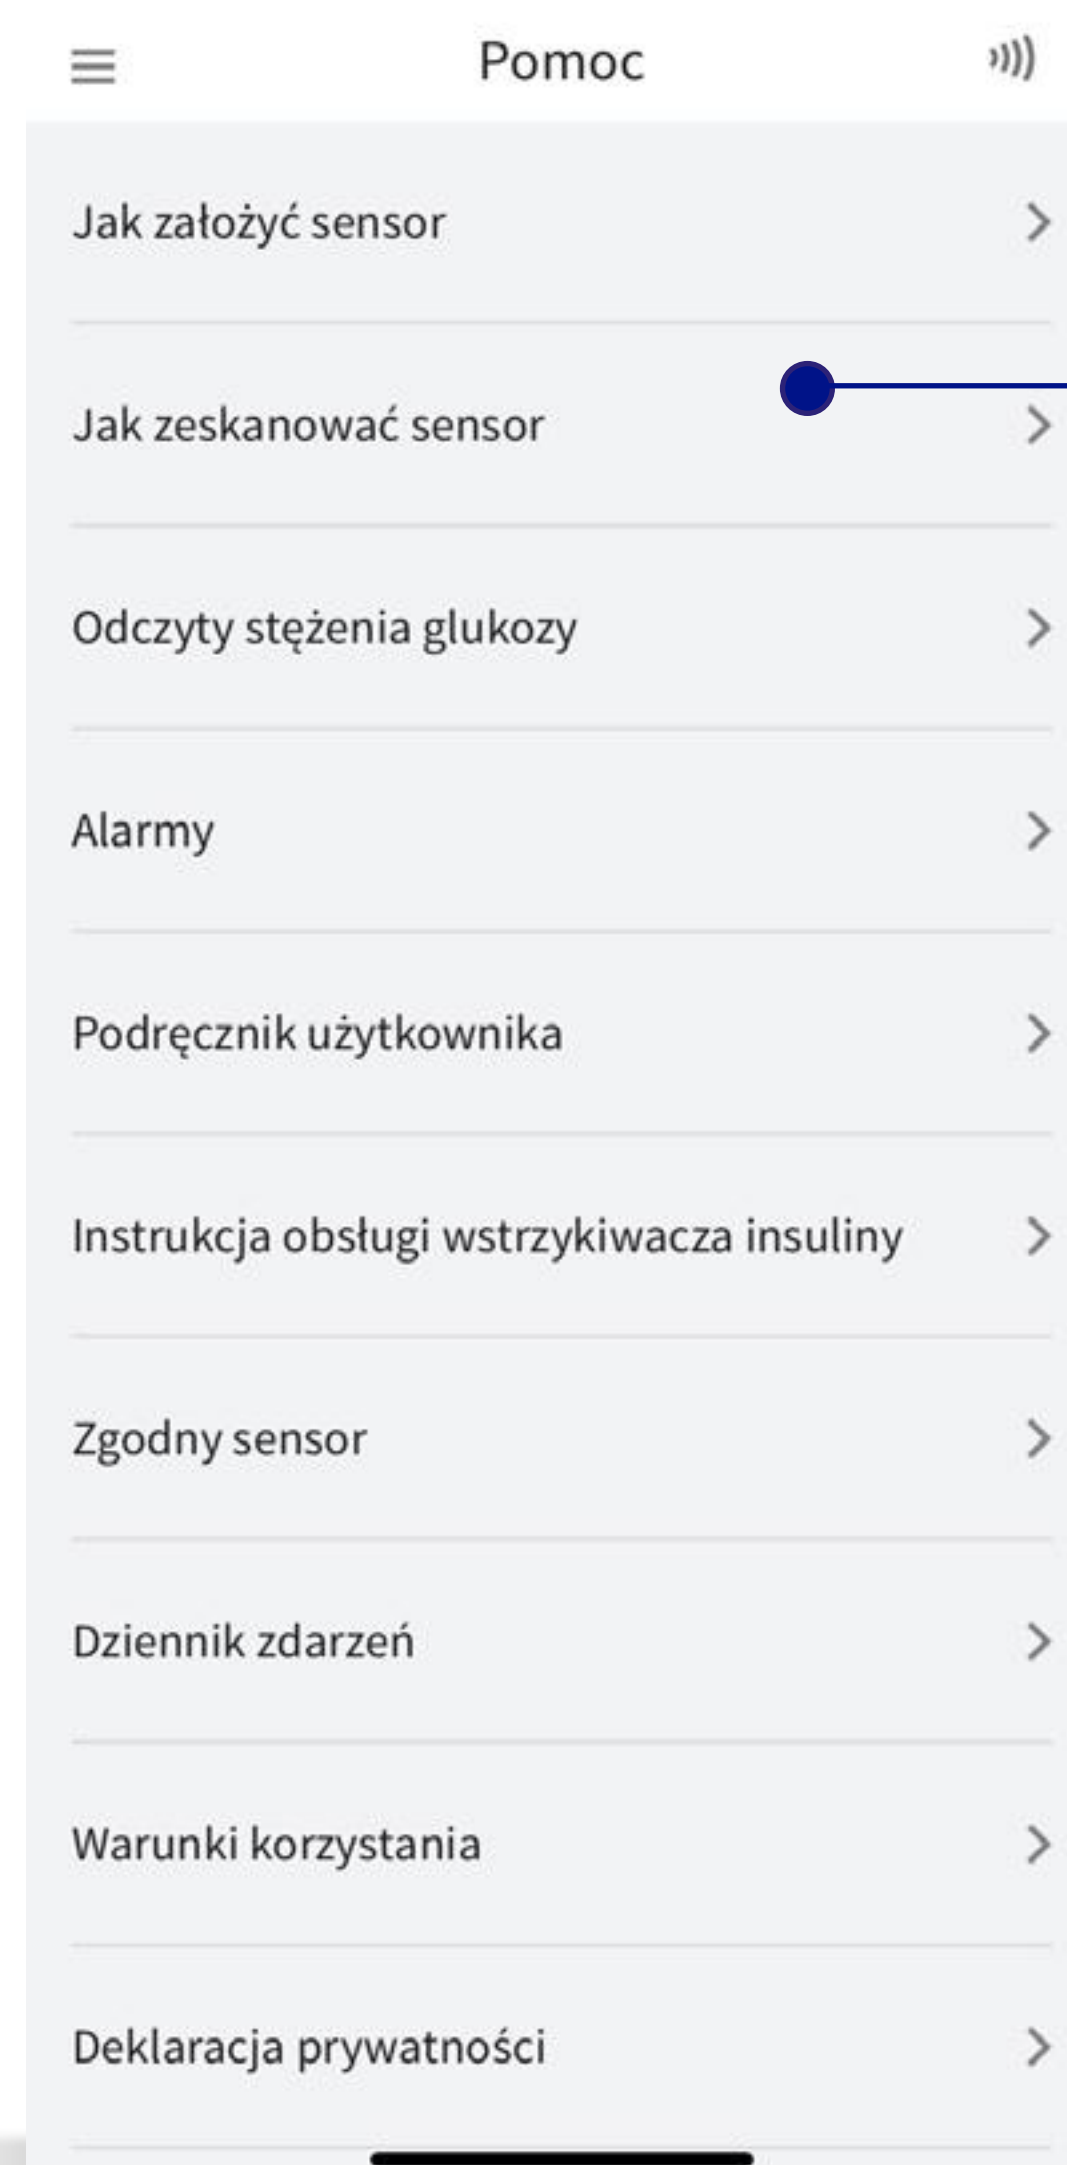 Pomoc
Jak założyć sensor
Jak zeskanować sensor
Odczyty stężenia glukozy
Alarmy
Podręcznik użytkownika
Instrukcja obsługi wstrzykiwacza insuliny
Zgodny sensor
Dziennik zdarzeń
Warunki korzystania
Deklaracja prywatności